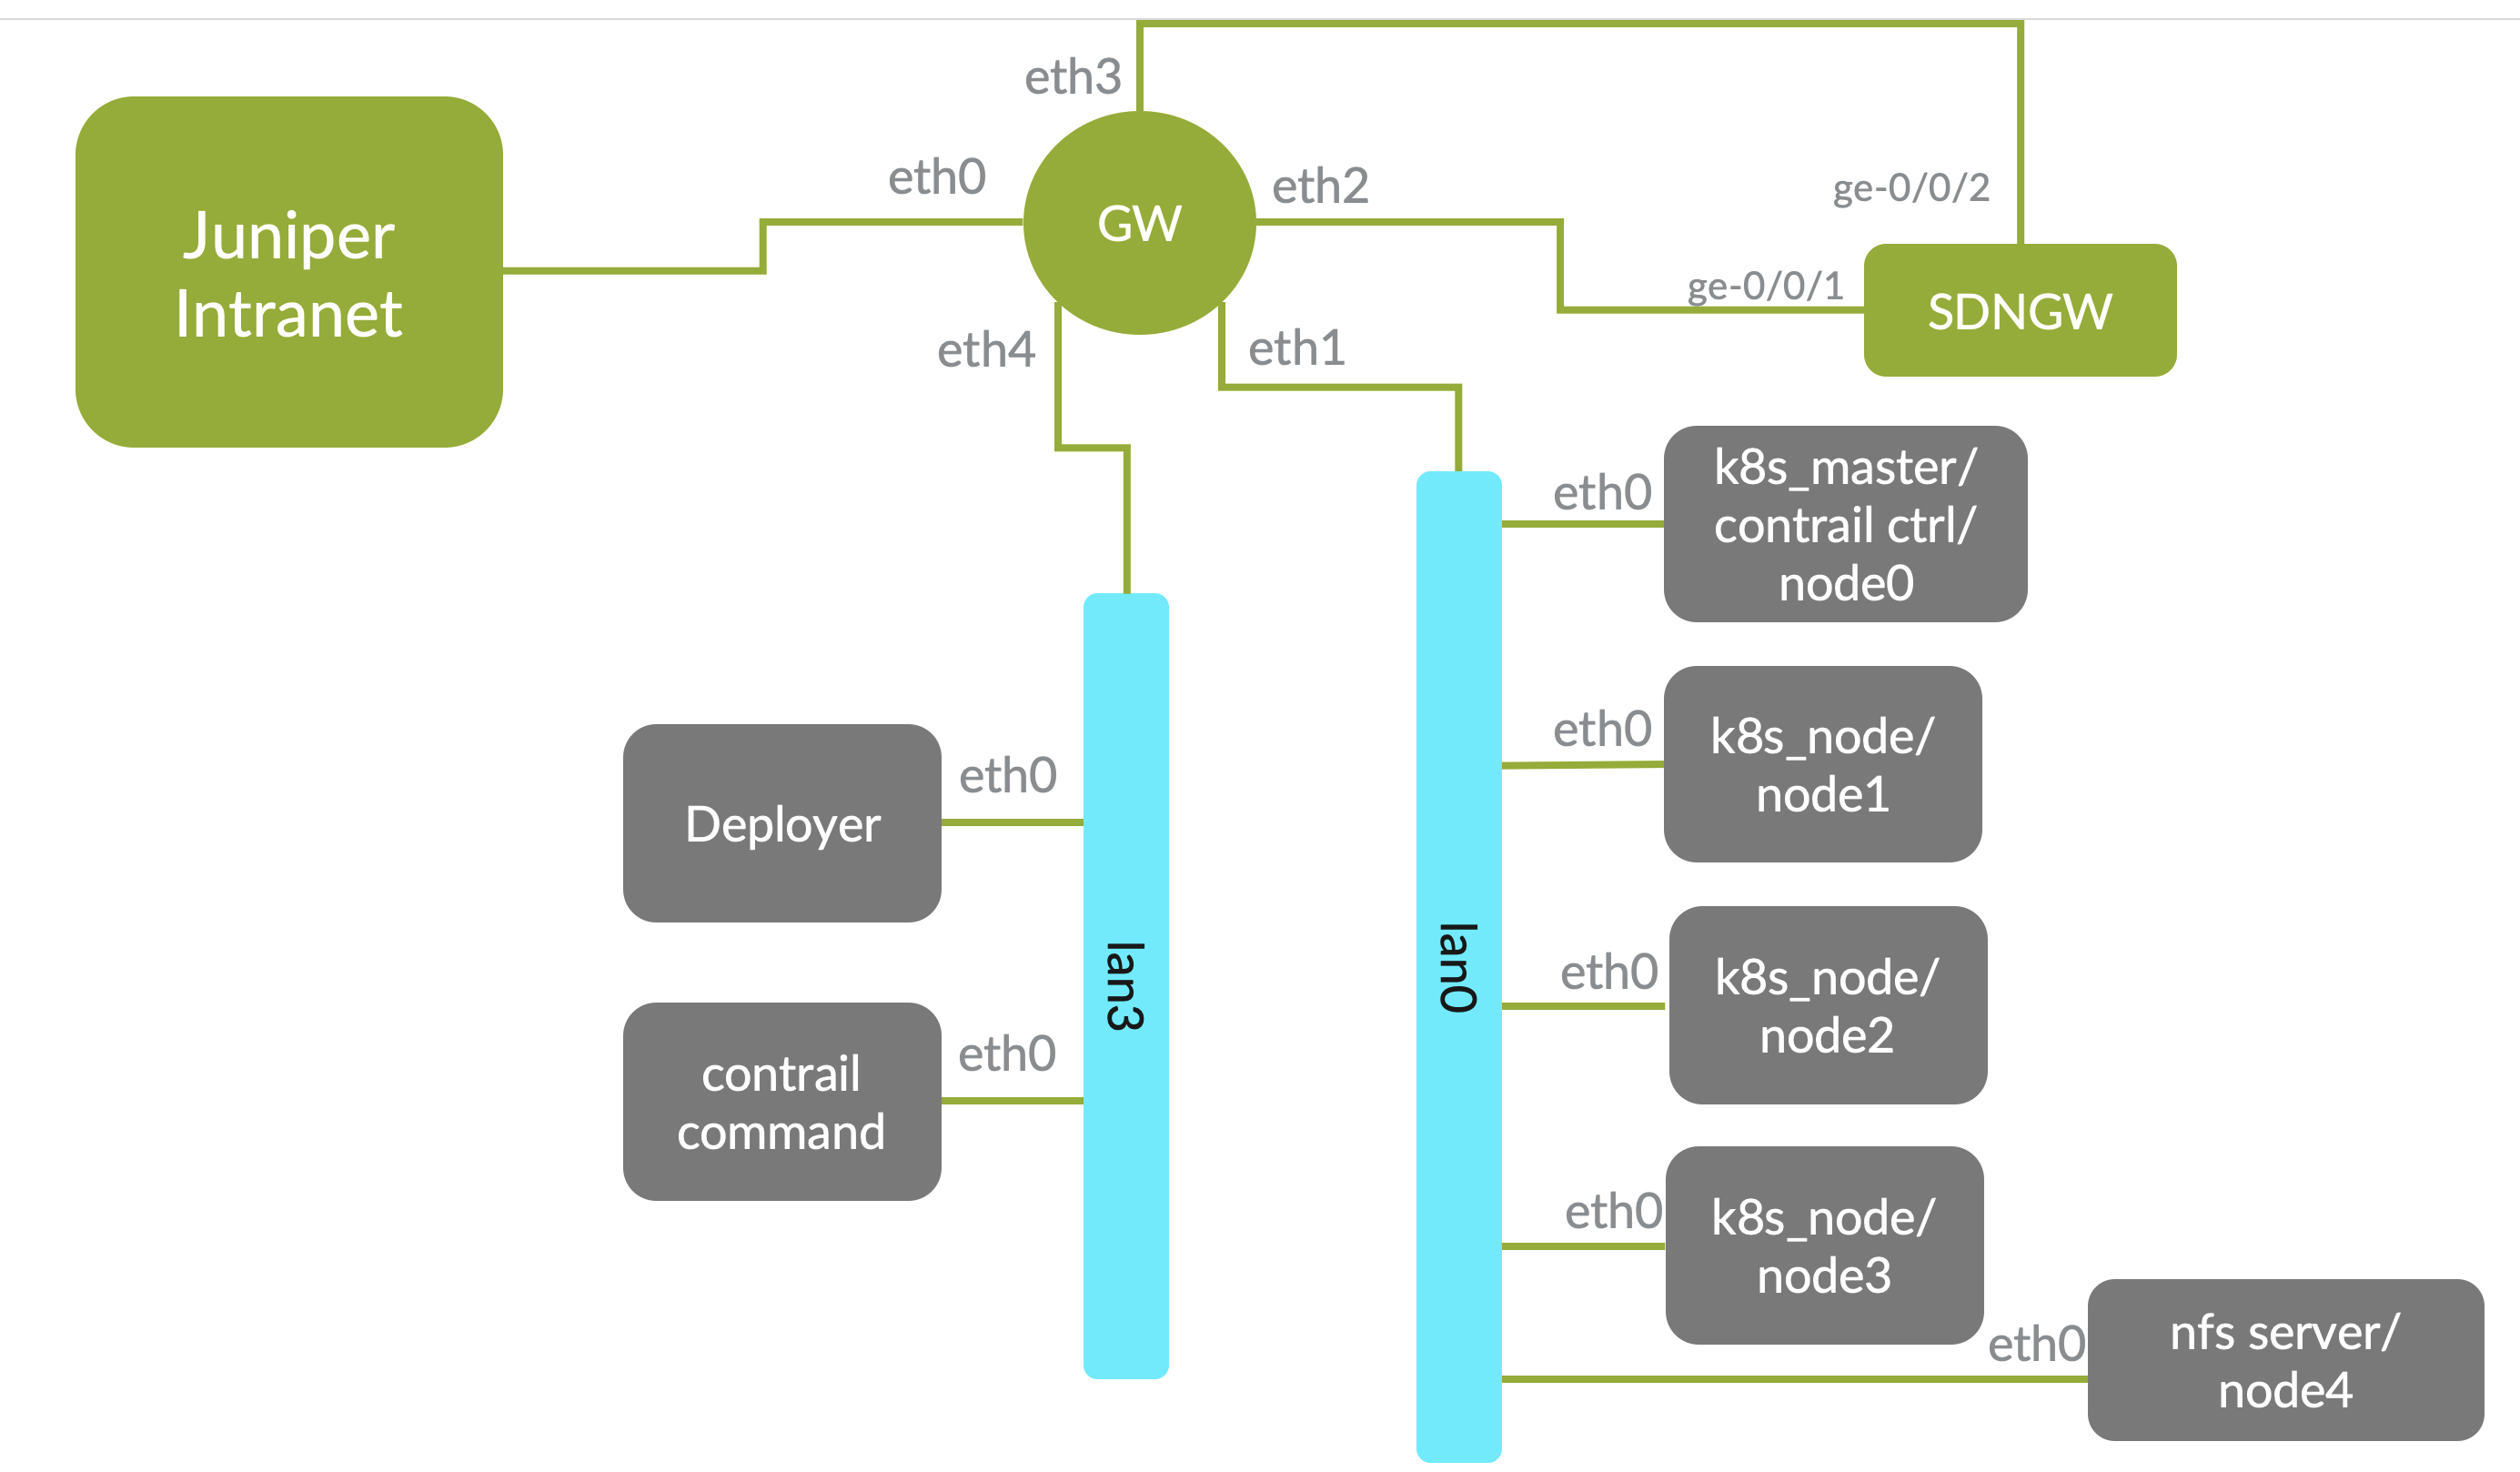 eth3
Juniper
Intranet
eth0
GW
eth2
ge-0/0/2
ge-0/0/1
SDNGW
eth4
eth1
eth0
k8s_master/
contrail ctrl/
node0
eth0
k8s_node/
node1
Deployer
eth0
lan3
lan0
eth0
k8s_node/
node2
contrail
command
eth0
eth0
k8s_node/
node3
eth0
nfs server/
node4